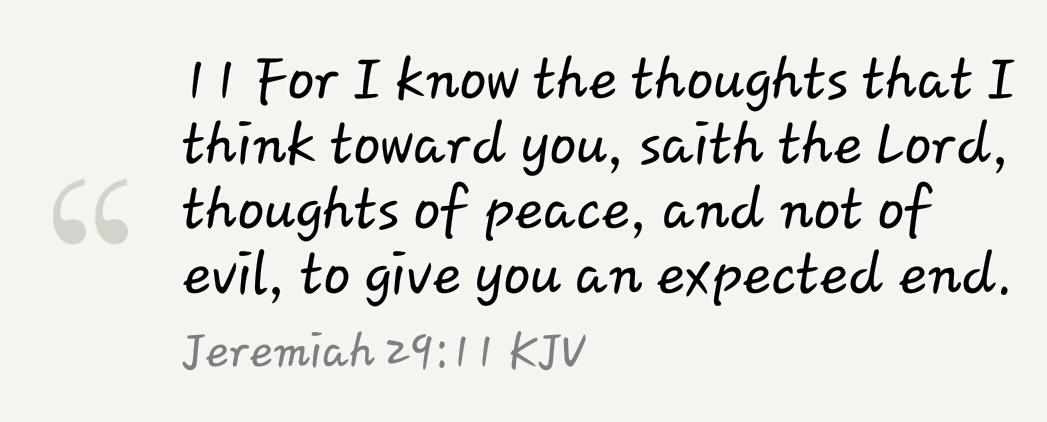 11 For I know the thoughts that I
think toward you, saith the Lord,
“
thoughts of peace, and not of
evil, to give you an expected end.
Jeremiah 29:11 KJV